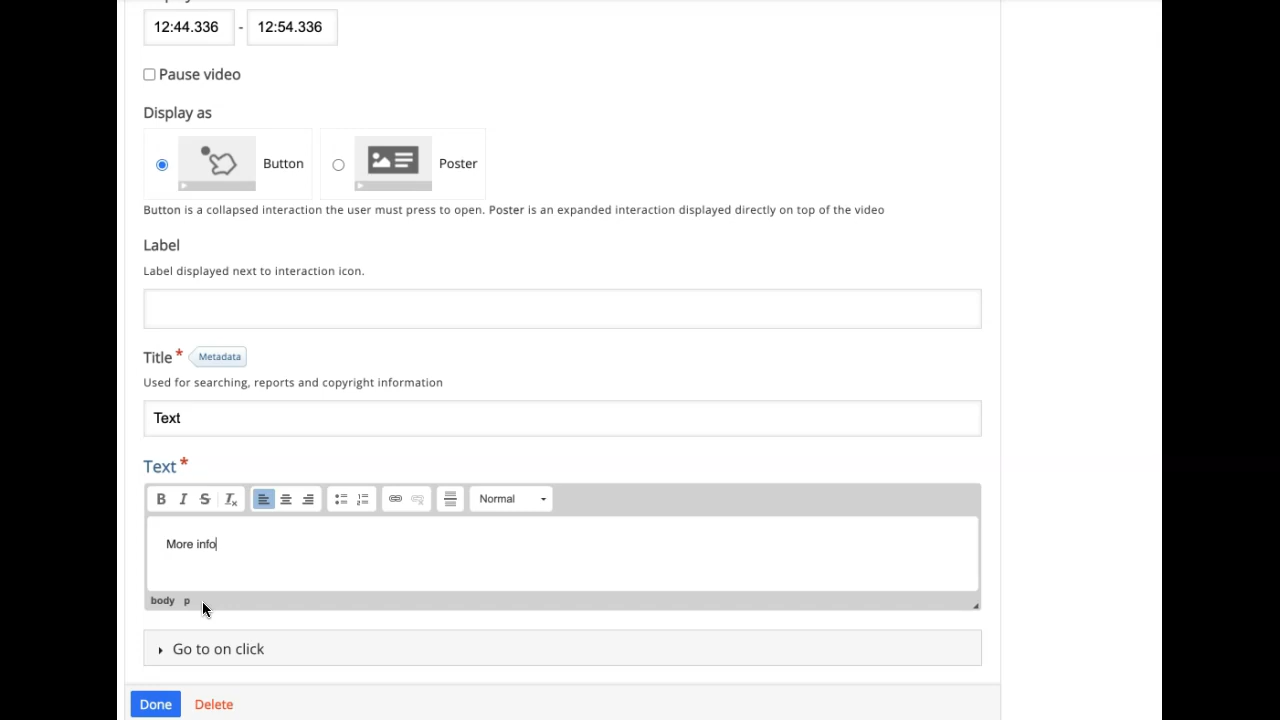 12:44.336 - 12:54.336
Pause video
Display as
Button Poster
Button is a collapsed interaction the user must press to open. Poster is an expanded interaction displayed directly on top of the video
Label
Label displayed next to interaction icon.
Title * Metadata
Used for searching, reports and copyright information
Text
Text *
B I S Tx Normal
More info
body p
Go to on click
Done Delete